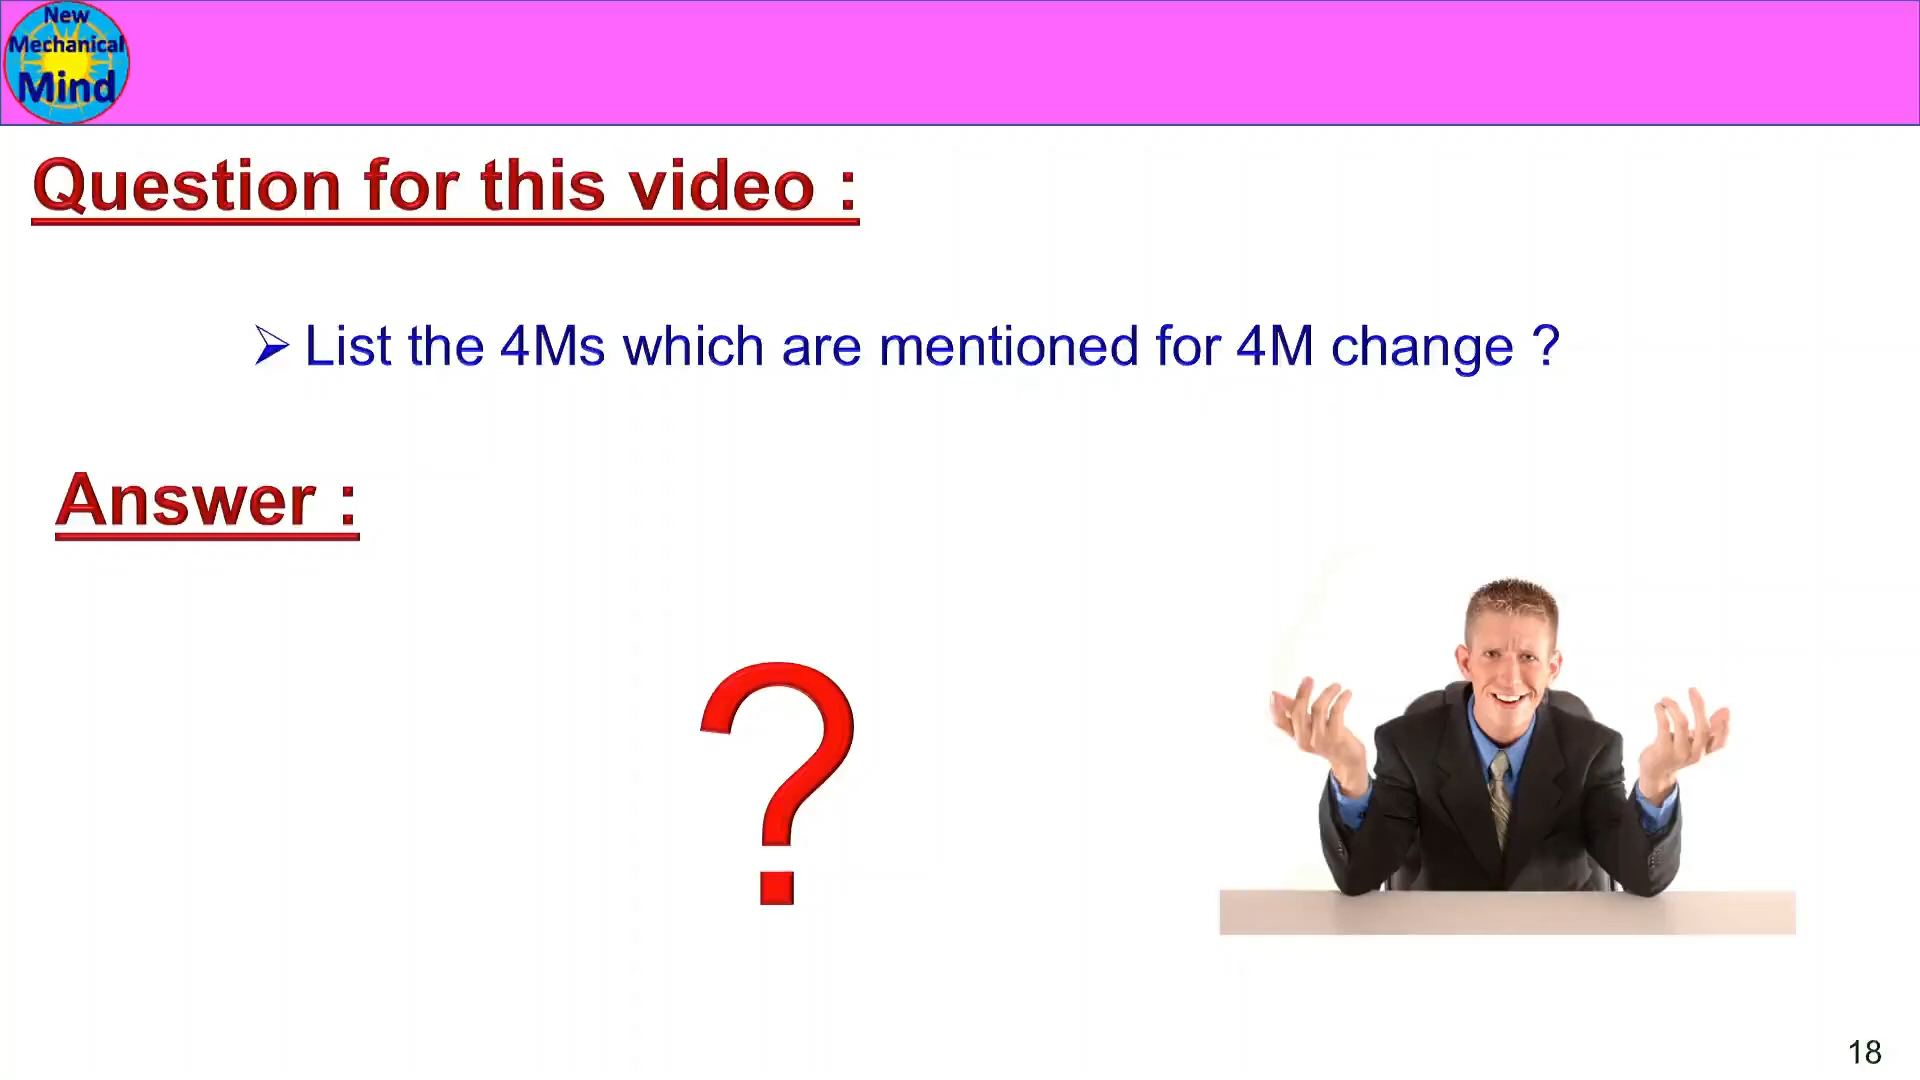 New
Mechanical
Mind
Question for this video :
➢ List the 4Ms which are mentioned for 4M change ?
Answer :
?
18